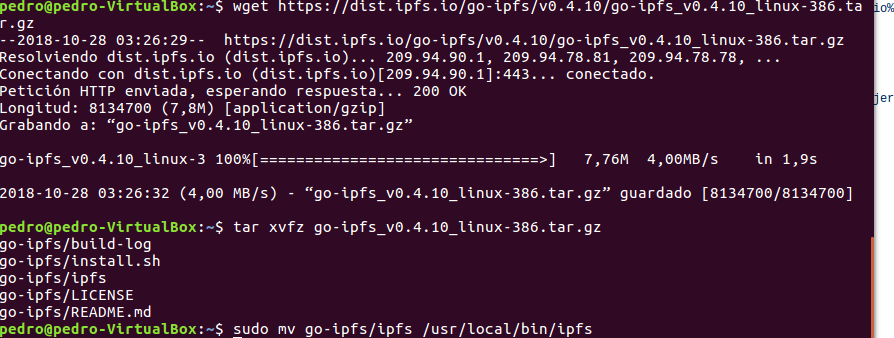 pedro@pedro-VirtualBox:~$ wget https://dist.ipfs.io/go-ipfs/v0.4.10/go-ipfs_v0.4.10_linux-386.ta
r.gz
--2018-10-28 03:26:29--  https://dist.ipfs.io/go-ipfs/v0.4.10/go-ipfs_v0.4.10_linux-386.tar.gz
Resolviendo dist.ipfs.io (dist.ipfs.io)... 209.94.90.1, 209.94.78.81, 209.94.78.78, ...
Conectando con dist.ipfs.io (dist.ipfs.io)[209.94.90.1]:443... conectado.
Petición HTTP enviada, esperando respuesta... 200 OK
Longitud: 8134700 (7,8M) [application/gzip]
Grabando a: “go-ipfs_v0.4.10_linux-386.tar.gz”

go-ipfs_v0.4.10_linux-3 100%[===============================>]   7,76M  4,00MB/s    in 1,9s

2018-10-28 03:26:32 (4,00 MB/s) - “go-ipfs_v0.4.10_linux-386.tar.gz” guardado [8134700/8134700]

pedro@pedro-VirtualBox:~$ tar xvfz go-ipfs_v0.4.10_linux-386.tar.gz
go-ipfs/build-log
go-ipfs/install.sh
go-ipfs/ipfs
go-ipfs/LICENSE
go-ipfs/README.md
pedro@pedro-VirtualBox:~$ sudo mv go-ipfs/ipfs /usr/local/bin/ipfs
io%
jer